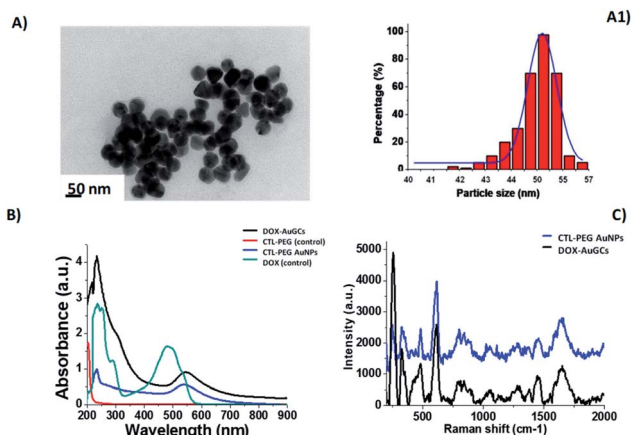 A)
A1)
50 nm
Percentage (%)
100
80
60
40
20
0
40 41 42 43 44 50 55 57
Particle size (nm)
B)
DOX-AuGCs
CTL-PEG (control)
CTL-PEG AuNPs
DOX (control)
Absorbance (a.u.)
4
3
2
1
0
200 300 400 500 600 700 800 900
Wavelength (nm)
C)
CTL-PEG AuNPs
DOX-AuGCs
Intensity (a.u.)
5000
4000
3000
2000
1000
0
500 1000 1500 2000
Raman shift (cm-1)